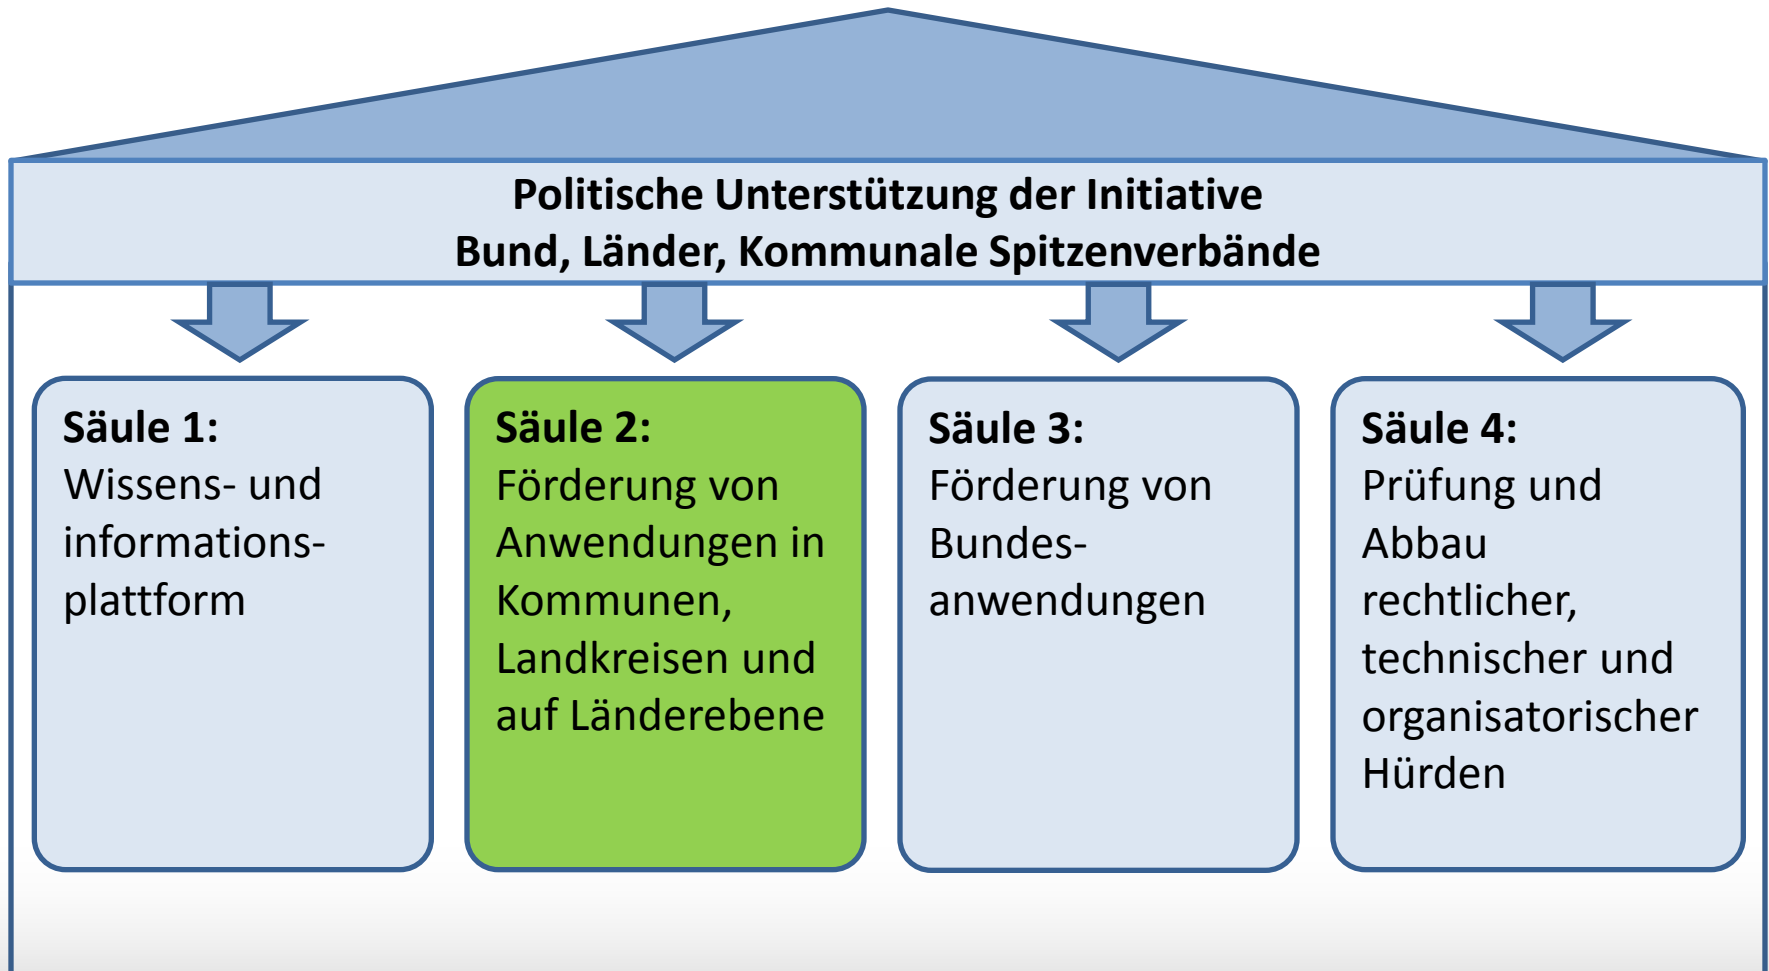 Politische Unterstützung der Initiative
Bund, Länder, Kommunale Spitzenverbände
Säule 1:
Wissens- und
informations-
plattform
Säule 2:
Förderung von
Anwendungen in
Kommunen,
Landkreisen und
auf Länderebene
Säule 3:
Förderung von
Bundes-
anwendungen
Säule 4:
Prüfung und
Abbau
rechtlicher,
technischer und
organisatorischer
Hürden